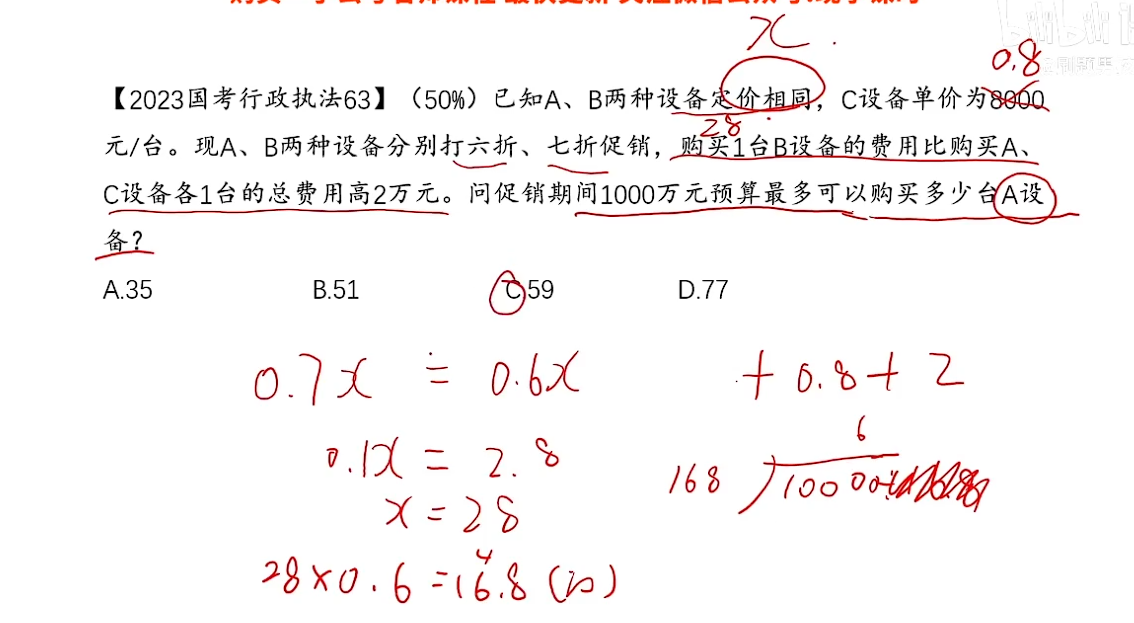 x
0.8
【2023国考行政执法63】（50%）已知A、B两种设备定价相同，C设备单价为8000
28
元/台。现A、B两种设备分别打六折、七折促销，购买1台B设备的费用比购买A、
C设备各1台的总费用高2万元。问促销期间1000万元预算最多可以购买多少台A设
备？
A.35 B.51 C.59 D.77
0.7x = 0.6x + 0.8 + 2
0.1x = 2.8
6
168 10000
x = 28
4
28×0.6=16.8(万)